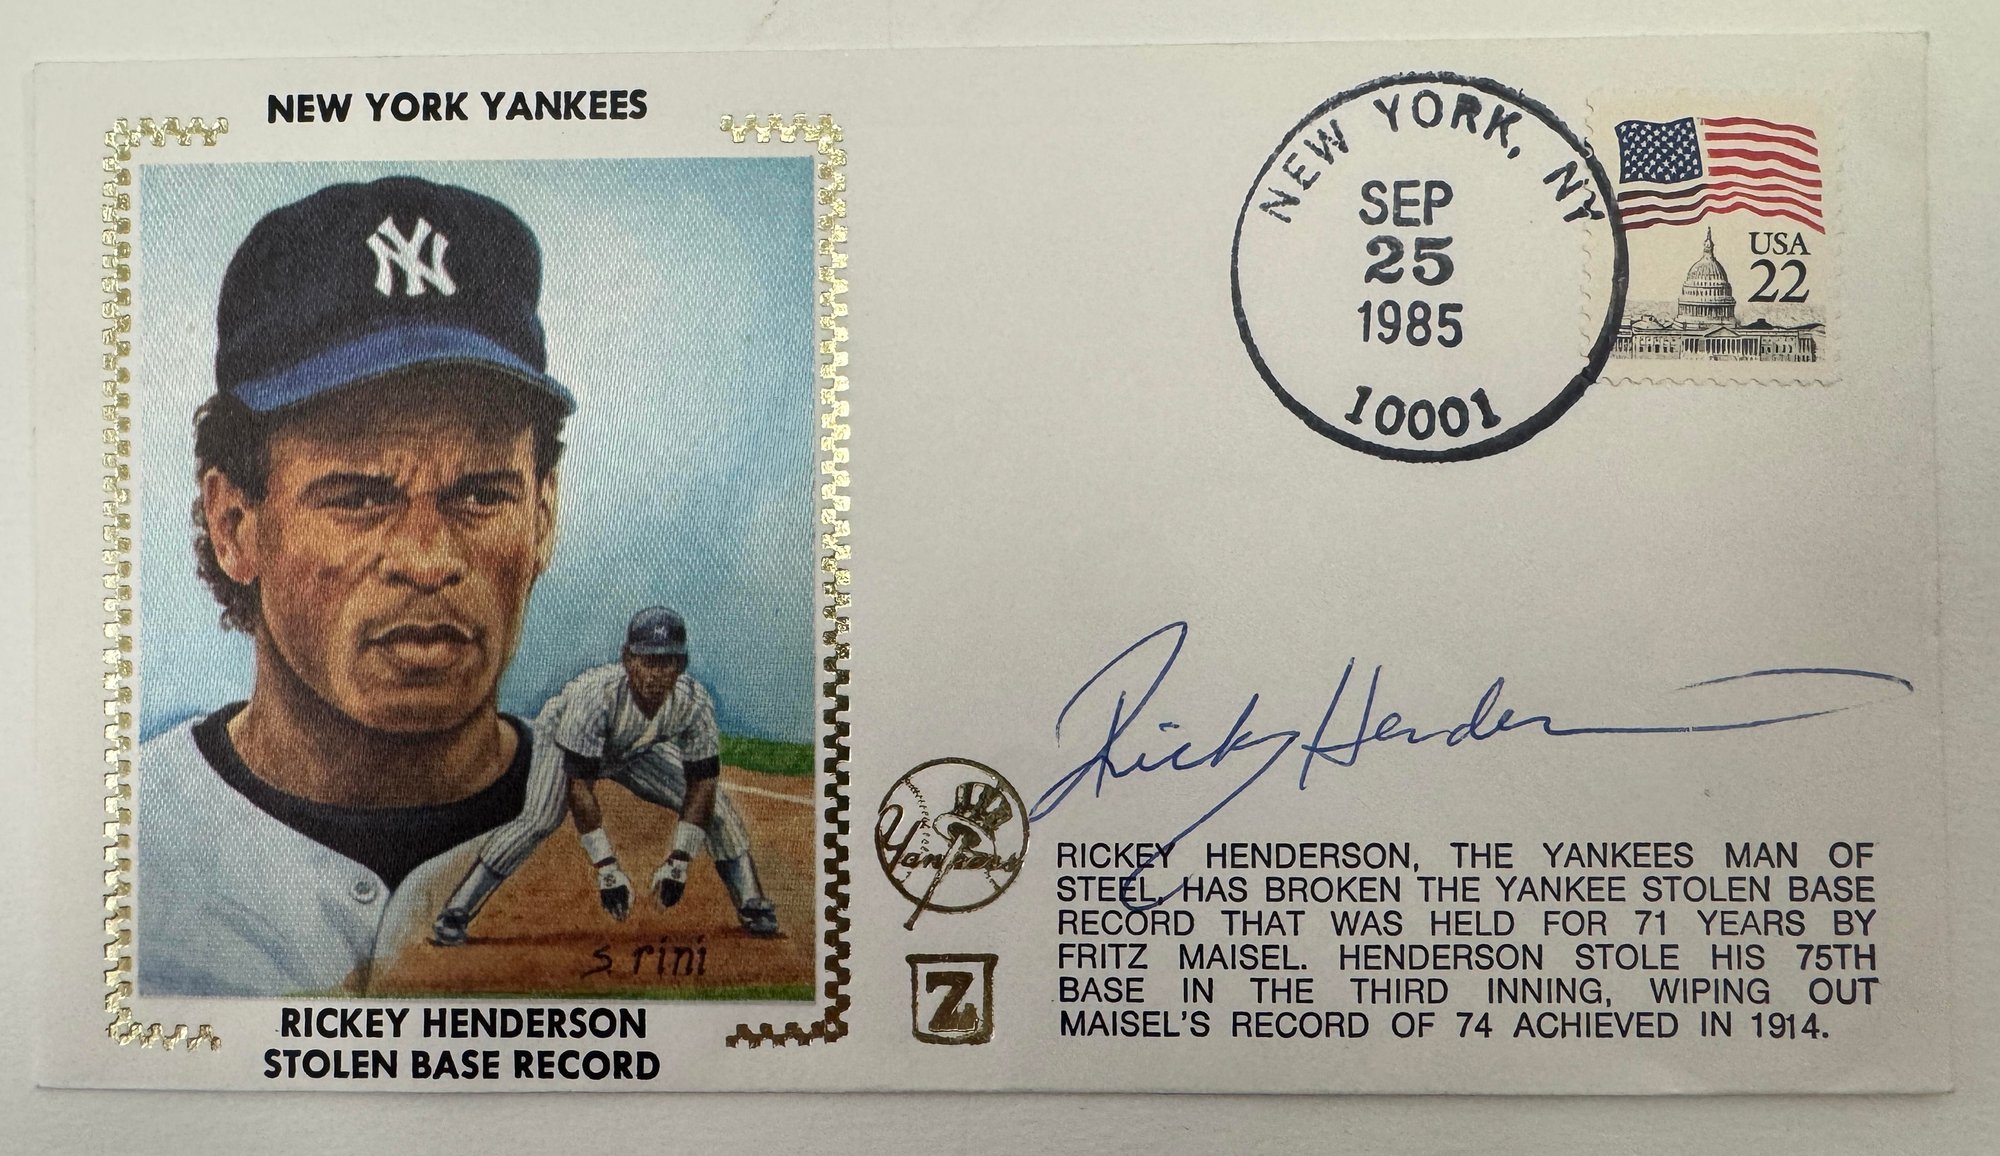 NEW YORK YANKEES
NY
NY
S. rini
RICKEY HENDERSON
STOLEN BASE RECORD
NEW YORK, NY
SEP
25
1985
10001
USA
22
Ricky Henderson
Yankees
Z
RICKEY HENDERSON, THE YANKEES MAN OF
STEEL, HAS BROKEN THE YANKEE STOLEN BASE
RECORD THAT WAS HELD FOR 71 YEARS BY
FRITZ MAISEL. HENDERSON STOLE HIS 75TH
BASE IN THE THIRD INNING, WIPING OUT
MAISEL'S RECORD OF 74 ACHIEVED IN 1914.